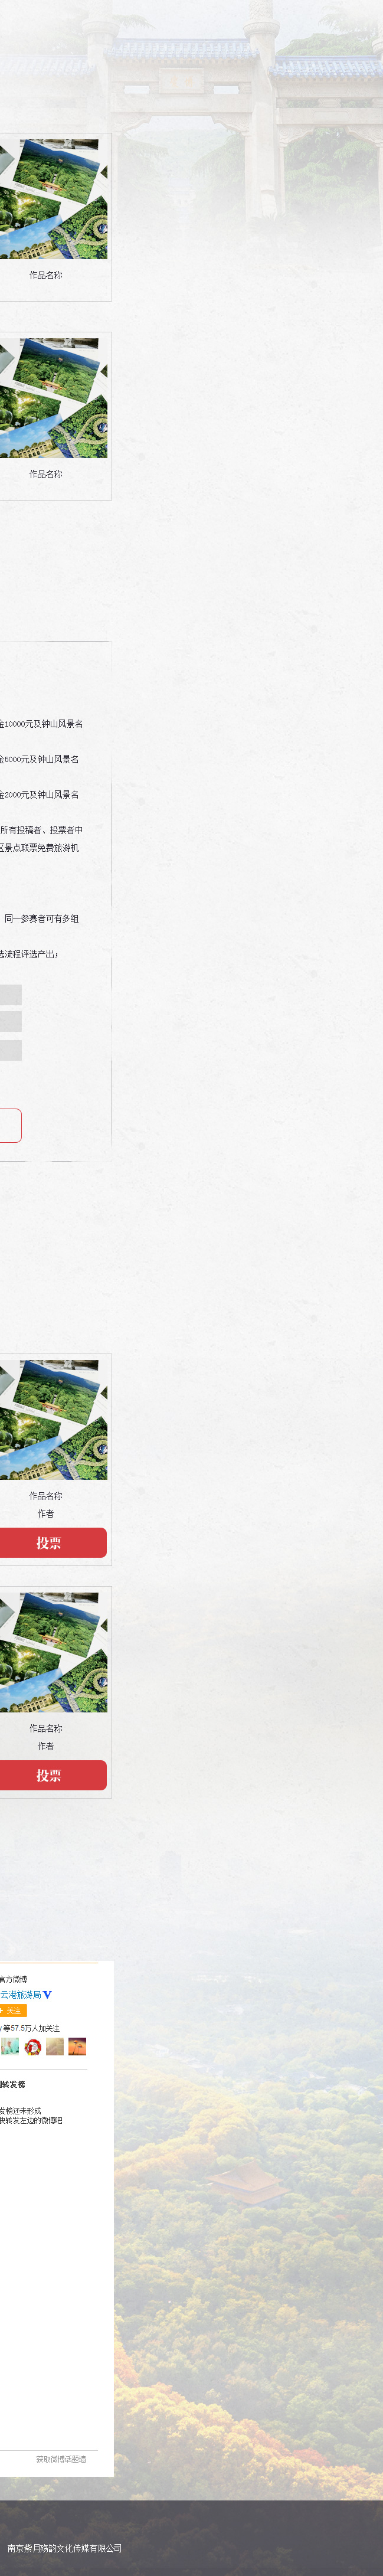 作品名称
作品名称
金10000元及钟山风景名
金5000元及钟山风景名
金2000元及钟山风景名
所有投稿者、投票者中
区景点联票免费旅游机
同一参赛者可有多组
选流程评选产出，
作品名称
作者
投票
作品名称
作者
投票
官方微博
云港旅游局 V
+ 关注
等57.5万人加关注
转发榜
发榜还未形成
快转发左边的微博吧
获取微博话题墙
南京紫月殇韵文化传媒有限公司